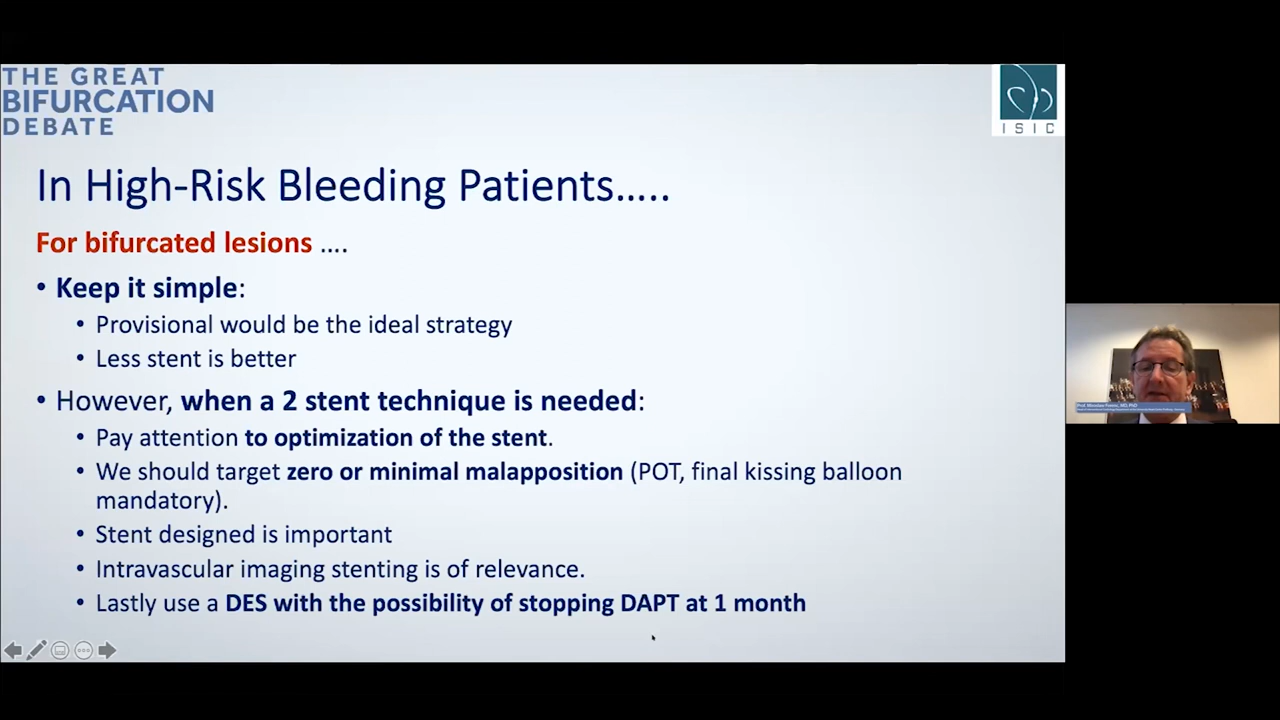 THE GREAT
BIFURCATION
DEBATE
ISIC
In High-Risk Bleeding Patients.....
For bifurcated lesions ....
• Keep it simple:
• Provisional would be the ideal strategy
• Less stent is better
• However, when a 2 stent technique is needed:
• Pay attention to optimization of the stent.
• We should target zero or minimal malapposition (POT, final kissing balloon
mandatory).
• Stent designed is important
• Intravascular imaging stenting is of relevance.
• Lastly use a DES with the possibility of stopping DAPT at 1 month